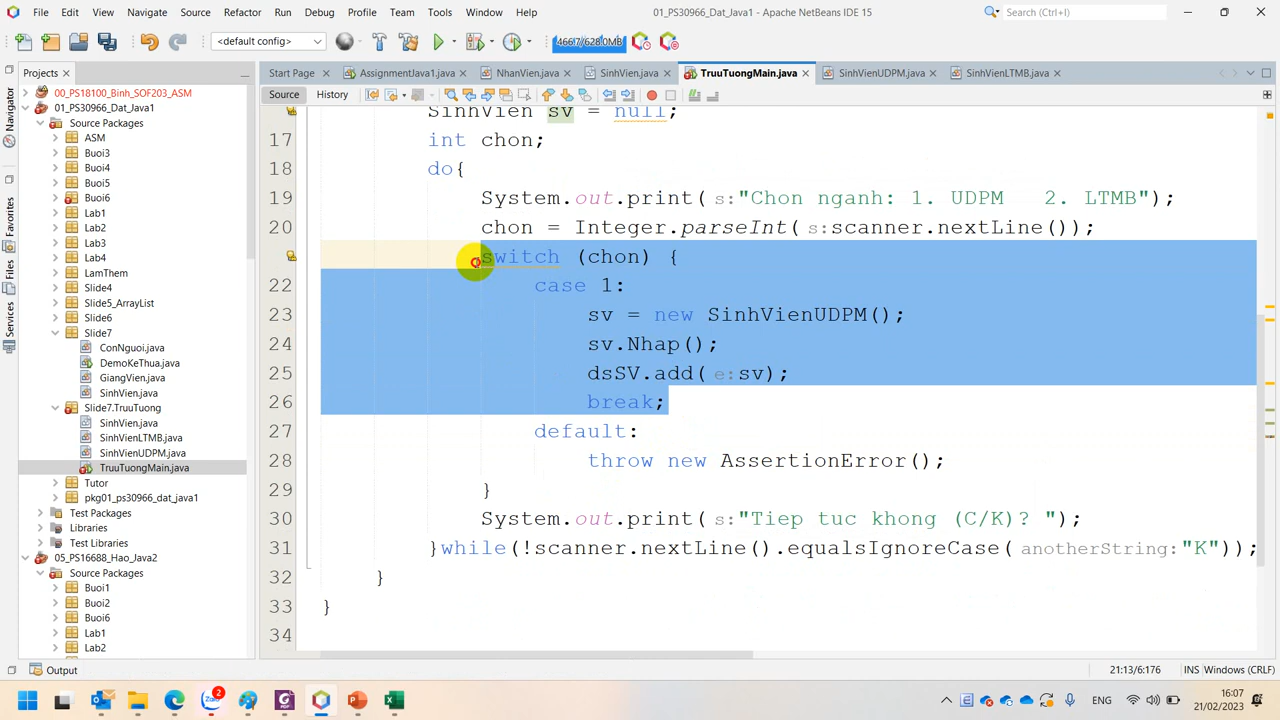 File Edit View Navigate Source Refactor Run Debug Profile Team Tools Window Help 01_PS30966_Dat_Java1 - Apache NetBeans IDE 15 Search (Ctrl+I)
<default config> 466.7/628.0MB
Projects Start Page AssignmentJava1.java NhanVien.java SinhVien.java TruuTuongMain.java SinhVienUDPM.java SinhVienLTMB.java
Source History
Navigator
Favorites
Files
Services
00_PS18100_Binh_SOF203_ASM
01_PS30966_Dat_Java1
Source Packages
ASM
Buoi3
Buoi4
Buoi5
Buoi6
Lab1
Lab2
Lab3
Lab4
LamThem
Slide4
Slide5_ArrayList
Slide6
Slide7
ConNguoi.java
DemoKeThua.java
GiangVien.java
SinhVien.java
Slide7.TruuTuong
SinhVien.java
SinhVienLTMB.java
SinhVienUDPM.java
TruuTuongMain.java
Tutor
pkg01_ps30966_dat_java1
Test Packages
Libraries
Test Libraries
05_PS16688_Hao_Java2
Source Packages
Buoi1
Buoi2
Buoi6
Lab1
Lab2
SinhVien sv = null;
17 int chon;
18 do{
19 System.out.print( s:"Chon nganh: 1. UDPM 2. LTMB");
20 chon = Integer.parseInt( s:scanner.nextLine());
switch (chon) {
22 case 1:
23 sv = new SinhVienUDPM();
24 sv.Nhap();
25 dsSV.add( e:sv);
26 break;
27 default:
28 throw new AssertionError();
29 }
30 System.out.print( s:"Tiep tuc khong (C/K)? ");
31 }while(!scanner.nextLine().equalsIgnoreCase( anotherString:"K"));
32 }
33 }
34
Output 21:13/6:176 INS Windows (CRLF)
2 ENG 16:07
21/02/2023